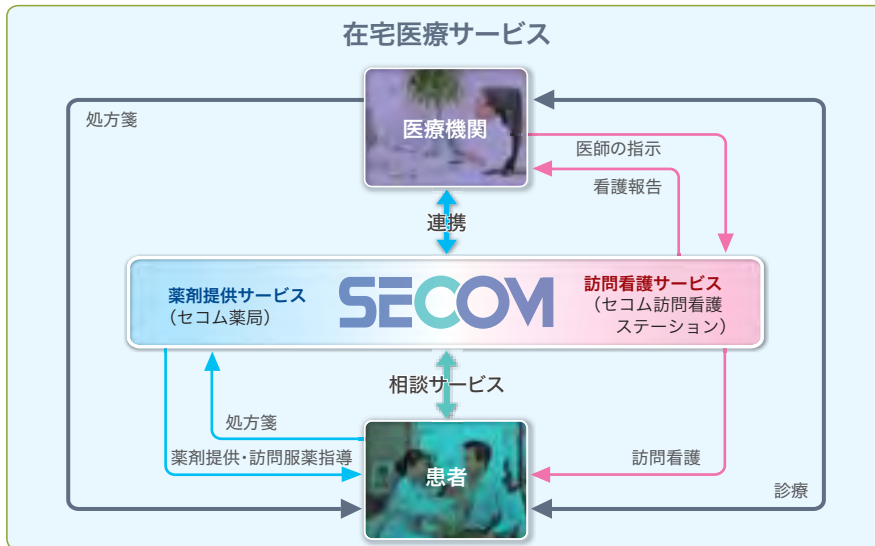 在宅医療サービス
処方箋
医療機関
医師の指示
看護報告
連携
薬剤提供サービス
（セコム薬局）
SECOM
訪問看護サービス
（セコム訪問看護
ステーション）
相談サービス
処方箋
薬剤提供・訪問服薬指導
患者
訪問看護
診療